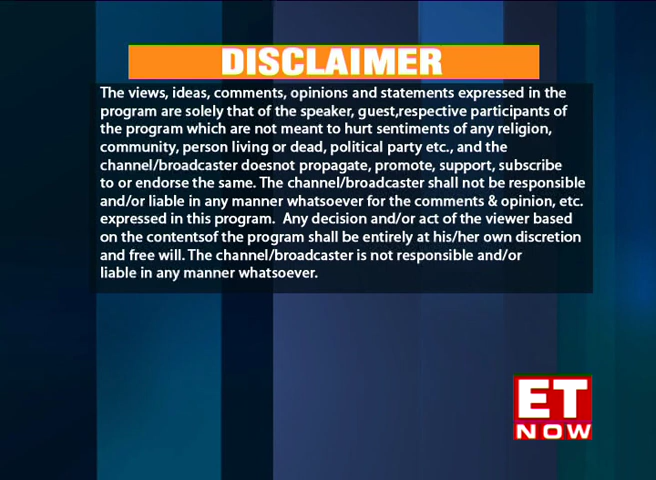 DISCLAIMER
The views, ideas, comments, opinions and statements expressed in the
program are solely that of the speaker, guest,respective participants of
the program which are not meant to hurt sentiments of any religion,
community, person living or dead, political party etc., and the
channel/broadcaster doesnot propagate, promote, support, subscribe
to or endorse the same. The channel/broadcaster shall not be responsible
and/or liable in any manner whatsoever for the comments & opinion, etc.
expressed in this program. Any decision and/or act of the viewer based
on the contentsof the program shall be entirely at his/her own discretion
and free will. The channel/broadcaster is not responsible and/or
liable in any manner whatsoever.
ET
NOW